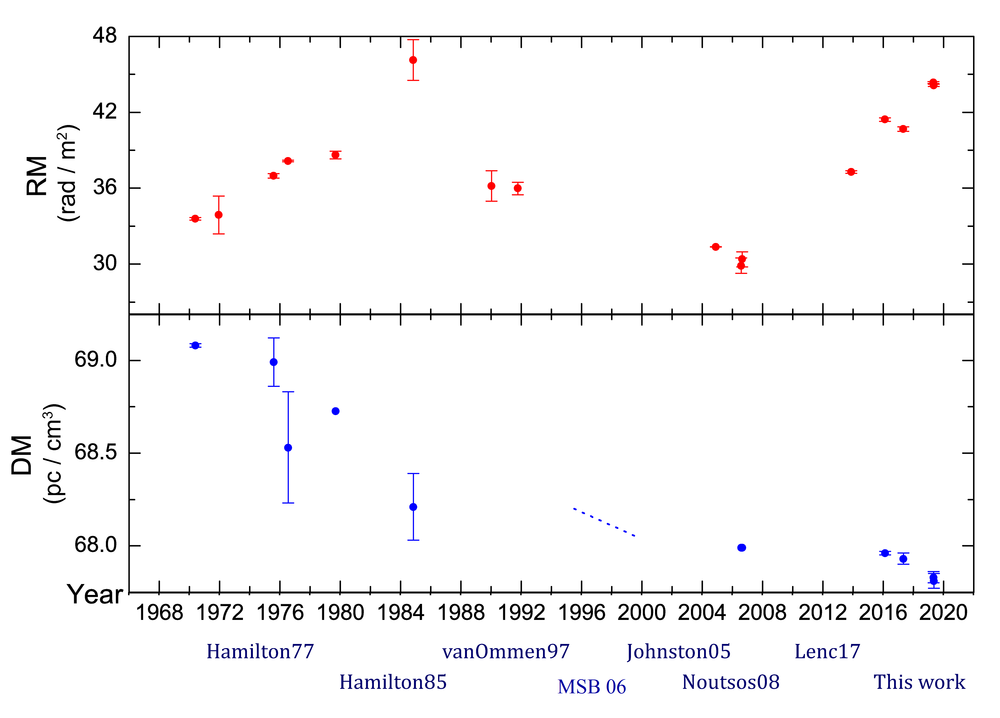 48
42
36
30
RM
(rad / m²)
69.0
68.5
68.0
DM
(pc / cm³)
Year
1968 1972 1976 1980 1984 1988 1992 1996 2000 2004 2008 2012 2016 2020
Hamilton77 vanOmmen97 Johnston05 Lenc17
Hamilton85 MSB 06 Noutsos08 This work